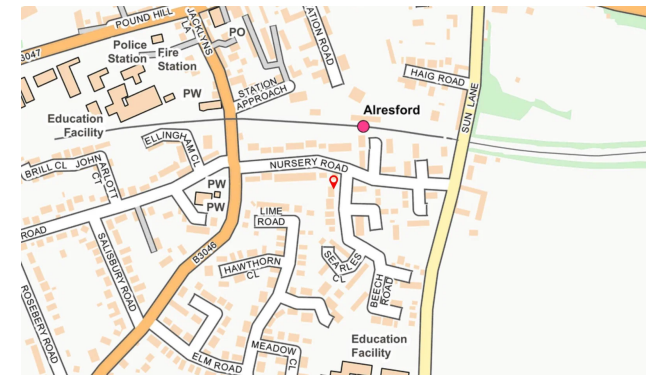 POUND HILL
JACKLYNS
LA
PO
STATION ROAD
3047
Police
Station
Fire
Station
HAIG ROAD
SUN LANE
PW
STATION
APPROACH
Alresford
Education
Facility
ELLINGHAM CL
NURSERY ROAD
BRILL CL
JOHN
ARLOTT
CT
PW
PW
LIME
ROAD
ROAD
SALISBURY ROAD
B3046
SEARLES
CL
HAWTHORN
CL
BEECH
ROAD
ROSEBERY ROAD
ELM ROAD
MEADOW
CL
Education
Facility